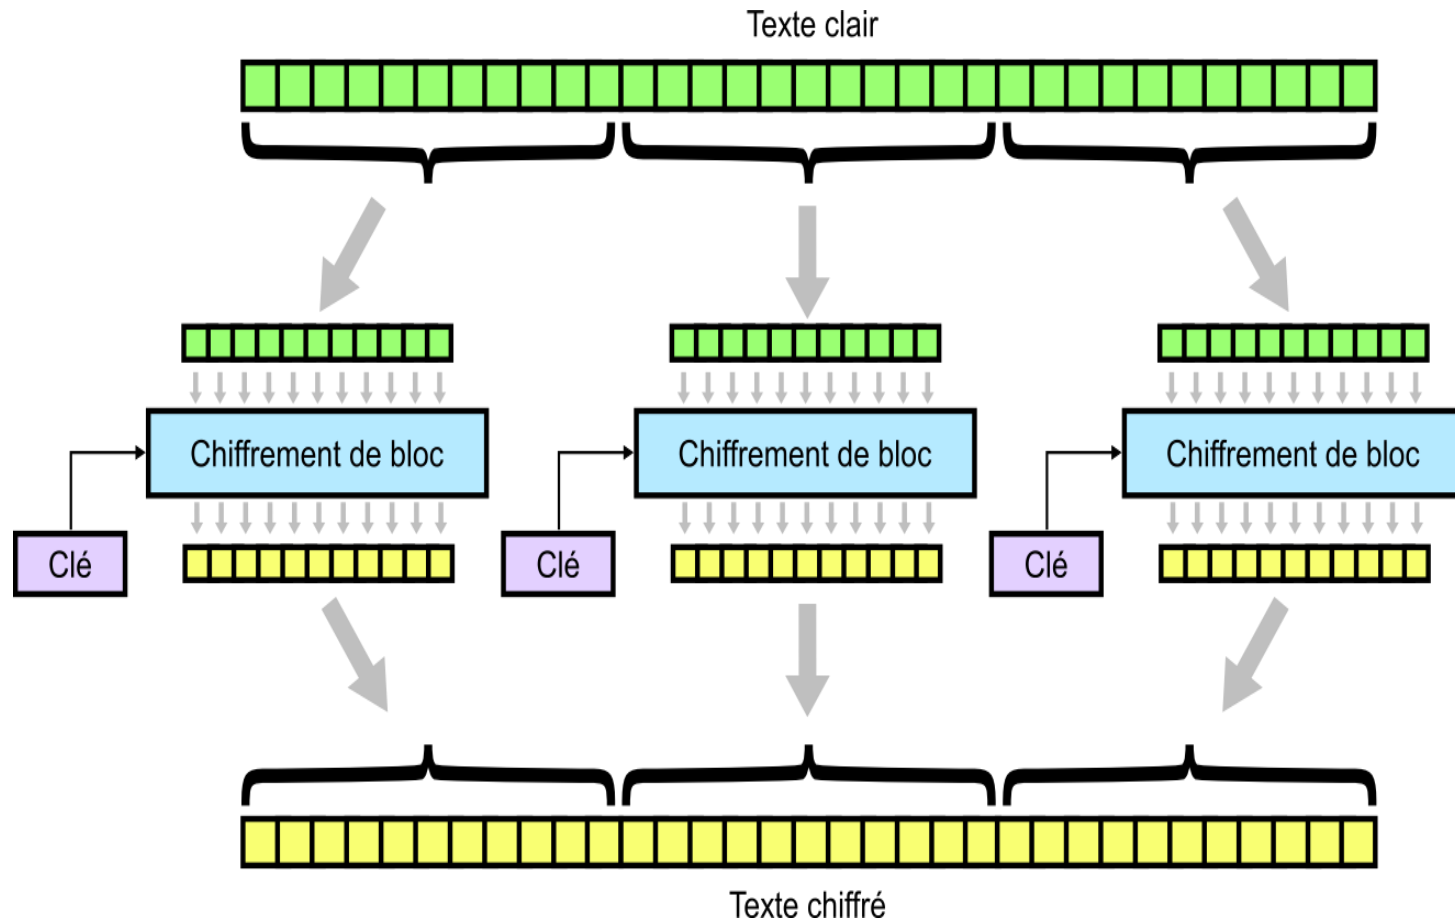 Texte clair
Chiffrement de bloc
Chiffrement de bloc
Chiffrement de bloc
Clé
Clé
Clé
Texte chiffré